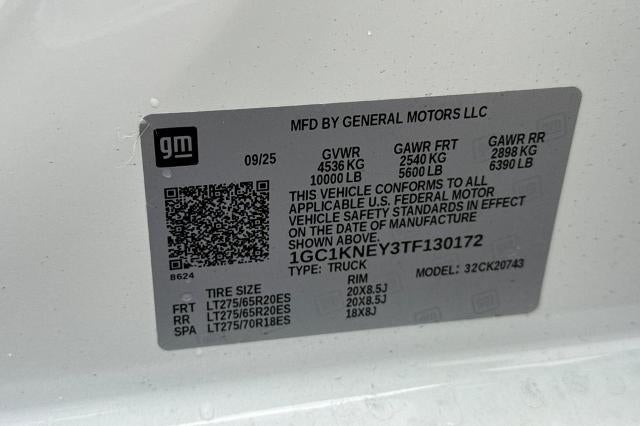 MFD BY GENERAL MOTORS LLC
gm
09/25
GVWR GAWR FRT GAWR RR
4536 KG 2540 KG 2898 KG
10000 LB 5600 LB 6390 LB
THIS VEHICLE CONFORMS TO ALL
APPLICABLE U.S. FEDERAL MOTOR
VEHICLE SAFETY STANDARDS IN EFFECT
ON THE DATE OF MANUFACTURE
SHOWN ABOVE.
1GC1KNEY3TF130172
8624
TYPE: TRUCK MODEL: 32CK20743
TIRE SIZE RIM
FRT LT275/65R20ES 20X8.5J
RR LT275/65R20ES 20X8.5J
SPA LT275/70R18ES 18X8J